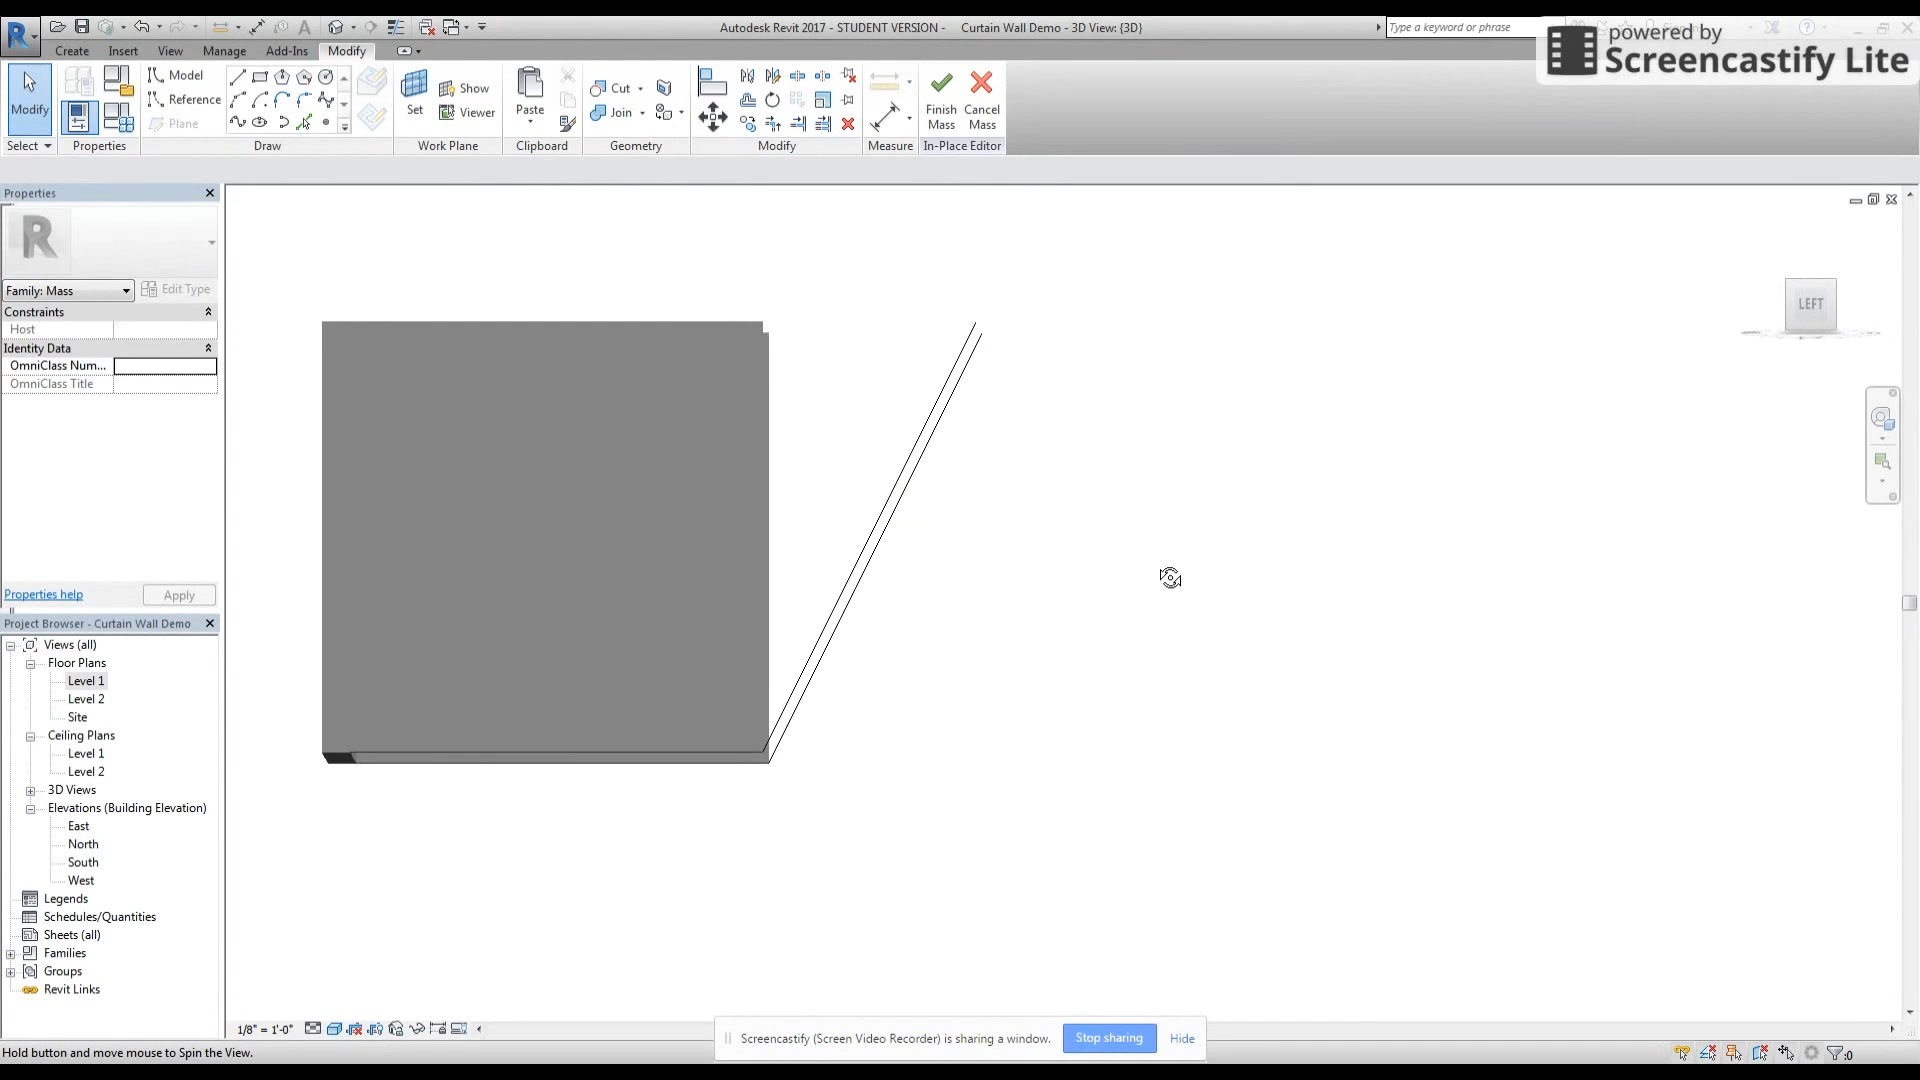 Autodesk Revit 2017 - STUDENT VERSION - Curtain Wall Demo - 3D View: {3D}
Type a keyword or phrase
powered by
Screencastify Lite
Create Insert View Manage Add-Ins Modify
Modify
Model
Reference
Plane
Set
Show
Viewer
Paste
Cut
Join
Finish Mass
Cancel Mass
Select Properties Draw Work Plane Clipboard Geometry Modify Measure In-Place Editor
Properties
R
Family: Mass
Edit Type
Constraints
Host
Identity Data
OmniClass Num...
OmniClass Title
Properties help
Apply
LEFT
Project Browser - Curtain Wall Demo
Views (all)
Floor Plans
Level 1
Level 2
Site
Ceiling Plans
Level 1
Level 2
3D Views
Elevations (Building Elevation)
East
North
South
West
Legends
Schedules/Quantities
Sheets (all)
Families
Groups
Revit Links
1/8" = 1'-0"
Screencastify (Screen Video Recorder) is sharing a window.
Stop sharing
Hide
Hold button and move mouse to Spin the View.
:0